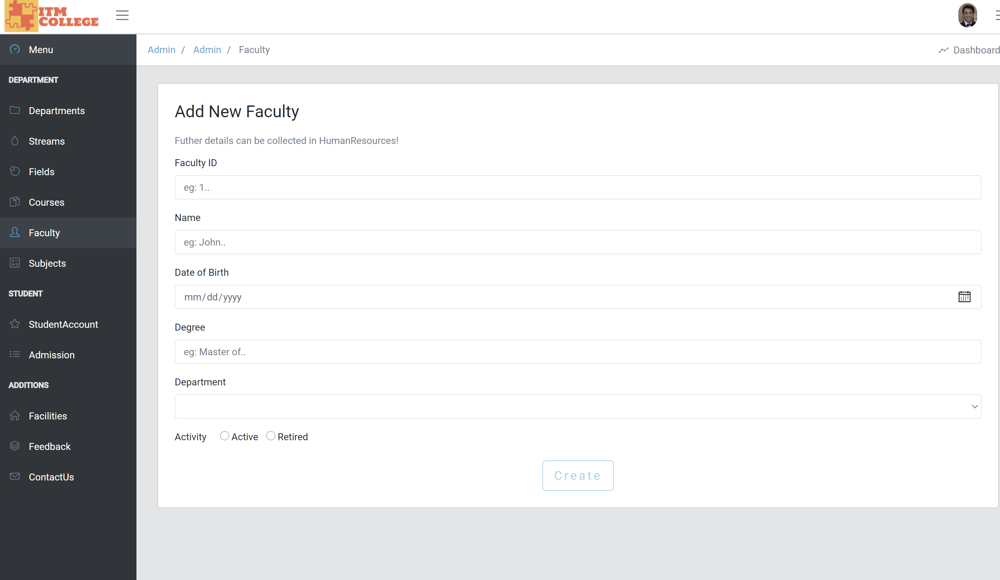 ITM
COLLEGE
Menu
Admin / Admin / Faculty
Dashboard
DEPARTMENT
Departments
Streams
Fields
Courses
Faculty
Subjects
STUDENT
StudentAccount
Admission
ADDITIONS
Facilities
Feedback
ContactUs
Add New Faculty
Futher details can be collected in HumanResources!
Faculty ID
eg: 1..
Name
eg: John..
Date of Birth
mm/dd/yyyy
Degree
eg: Master of..
Department
Activity Active Retired
Create